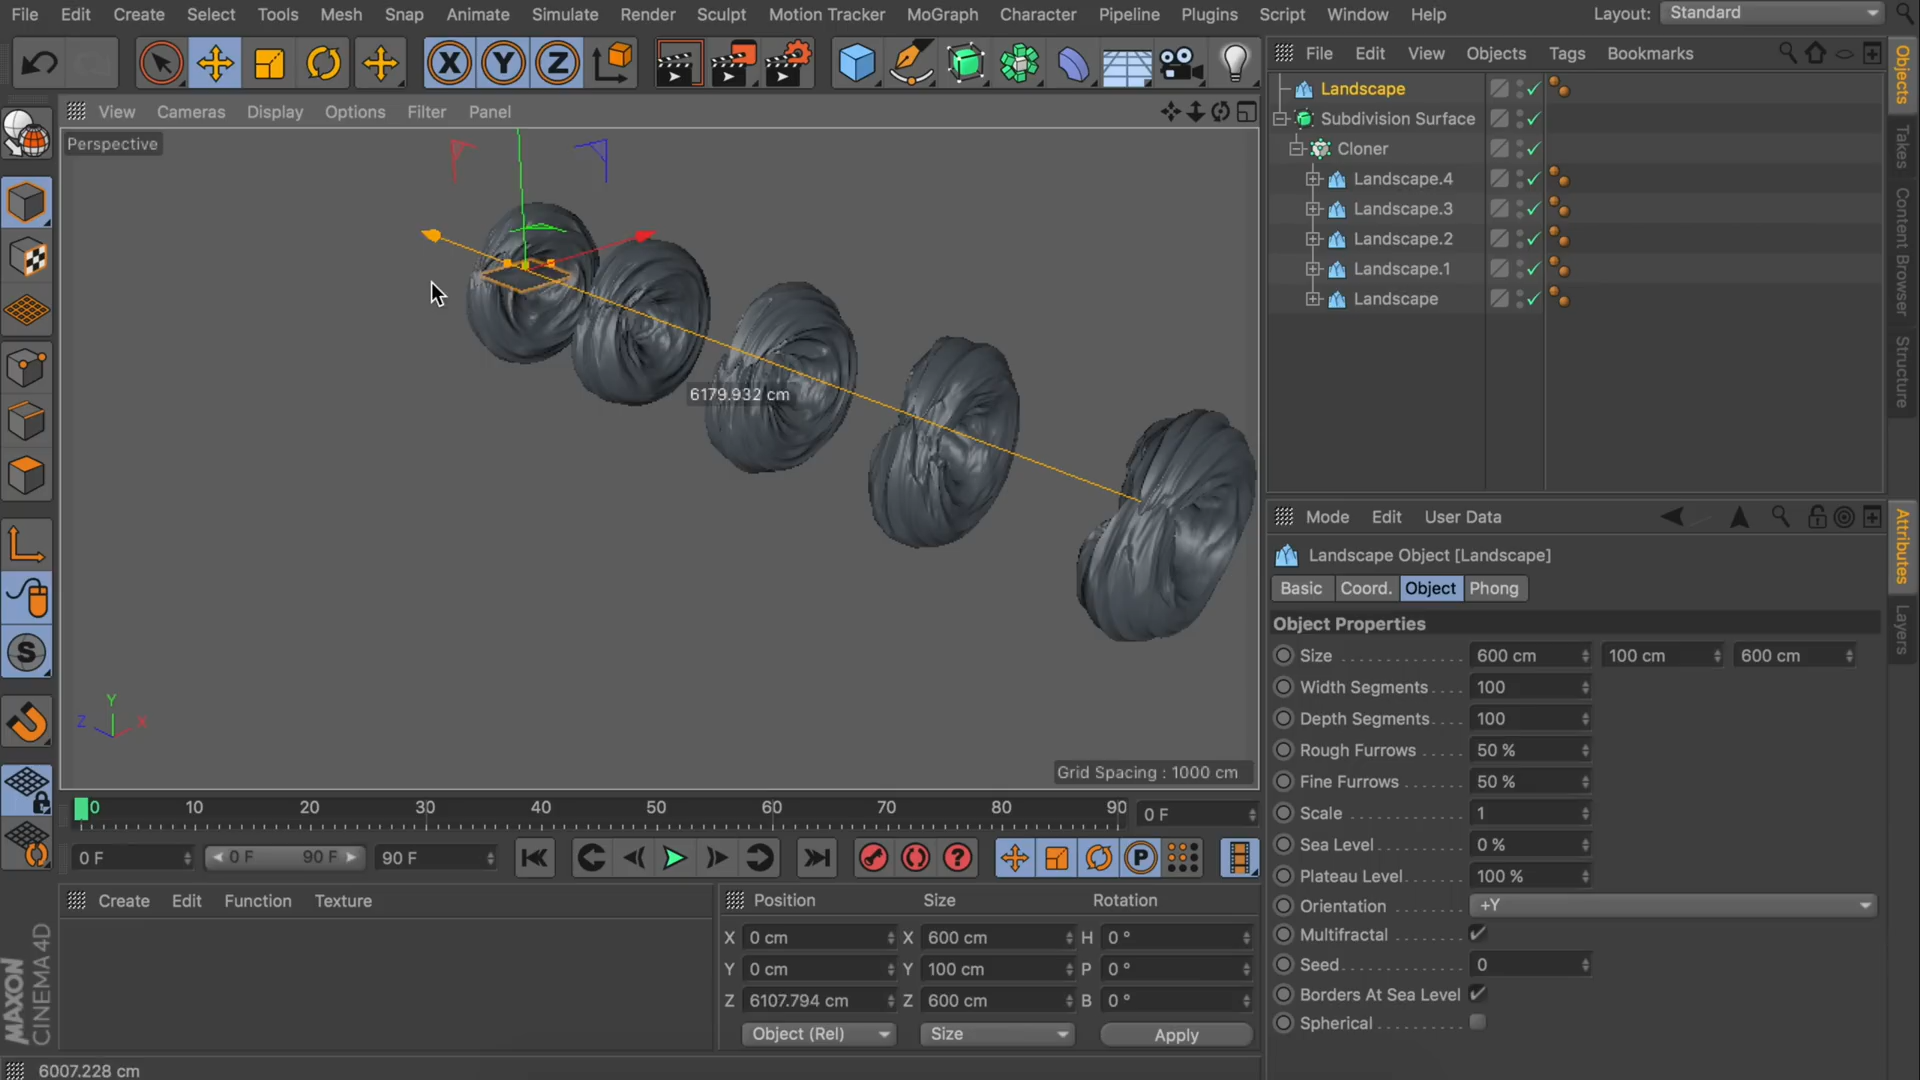 File Edit Create Select Tools Mesh Snap Animate Simulate Render Sculpt Motion Tracker MoGraph Character Pipeline Plugins Script Window Help Layout: Standard
X Y Z
File Edit View Objects Tags Bookmarks
View Cameras Display Options Filter Panel
Perspective
Landscape
Subdivision Surface
Cloner
Landscape.4
Landscape.3
Landscape.2
Landscape.1
Landscape
6179.932 cm
Y
Z X
Grid Spacing : 1000 cm
S
Objects
Takes
Content Browser
Structure
Mode Edit User Data
Landscape Object [Landscape]
Basic Coord. Object Phong
Object Properties
Size 600 cm 100 cm 600 cm
Width Segments 100
Depth Segments 100
Rough Furrows 50 %
Fine Furrows 50 %
Scale 1
Sea Level 0 %
Plateau Level 100 %
Orientation +Y
Multifractal
Seed 0
Borders At Sea Level
Spherical
Attributes
Layers
0 10 20 30 40 50 60 70 80 90 0 F
0 F 0 F 90 F 90 F
? P
Create Edit Function Texture
Position Size Rotation
X 0 cm X 600 cm H 0 °
Y 0 cm Y 100 cm P 0 °
Z 6107.794 cm Z 600 cm B 0 °
Object (Rel) Size Apply
MAXON
CINEMA 4D
6007.228 cm